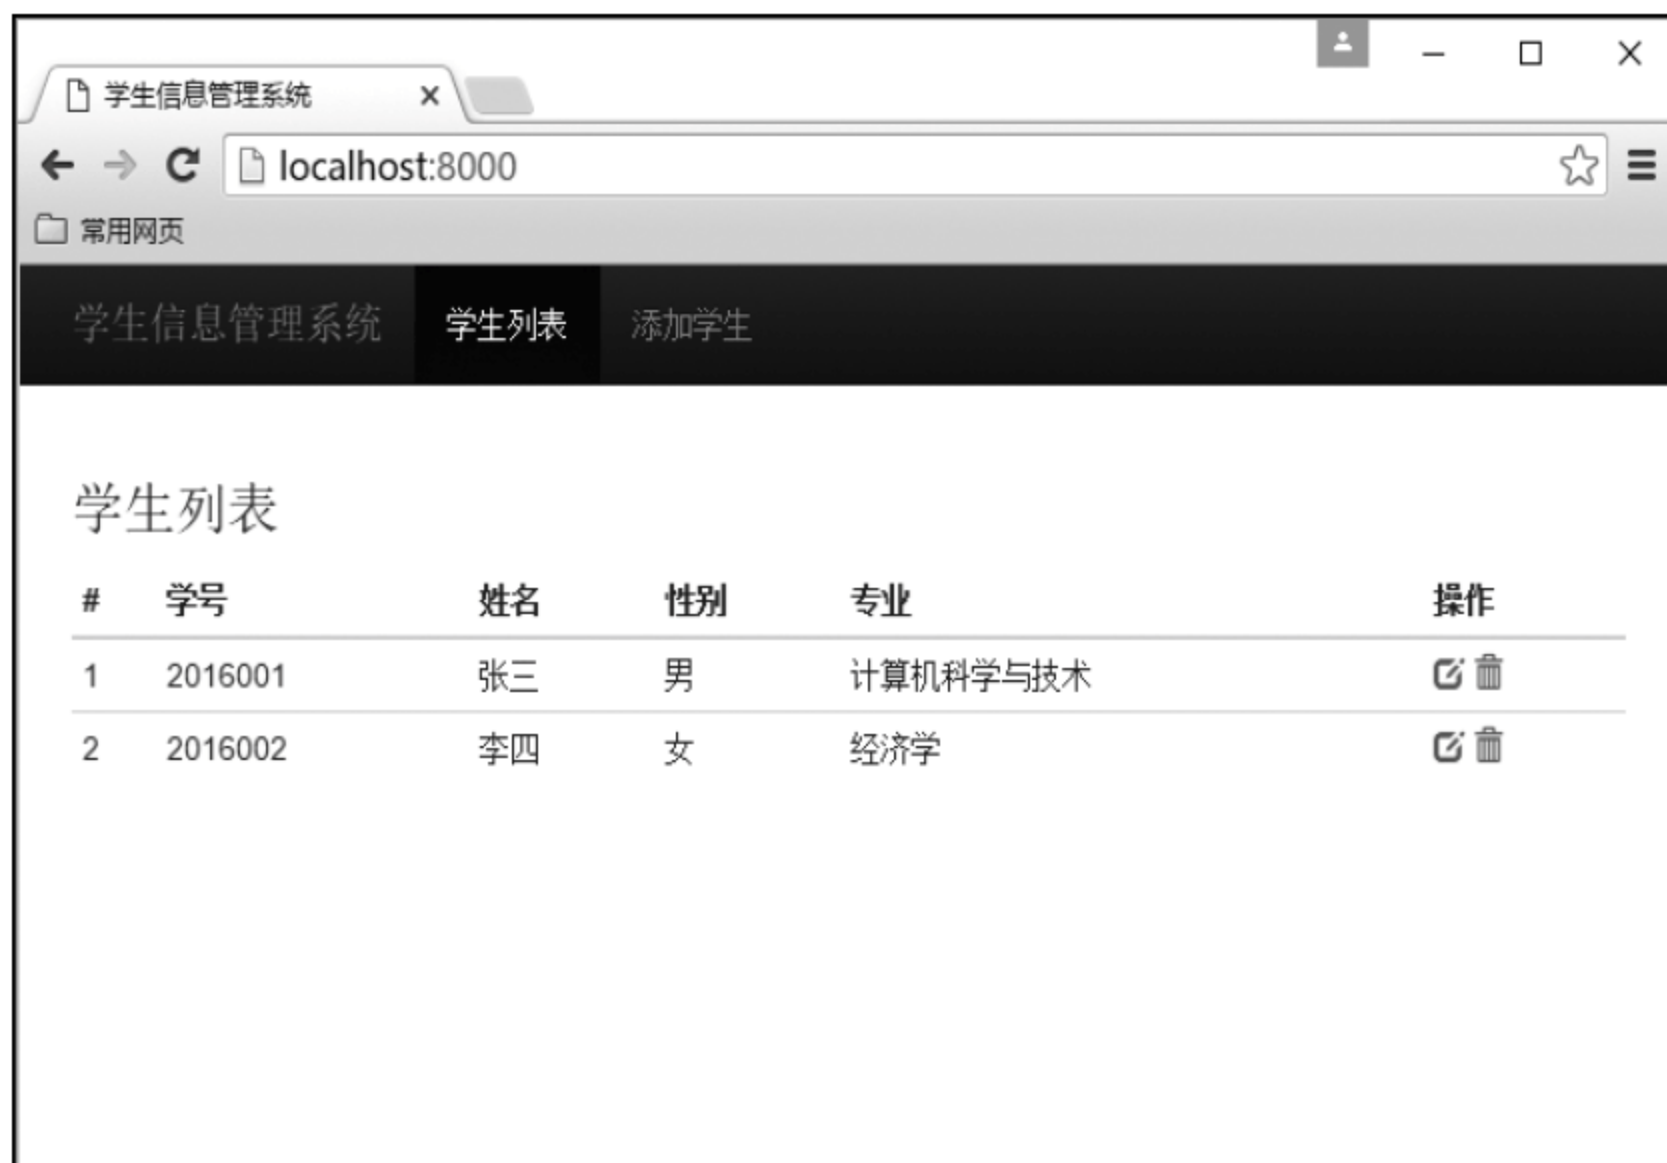 学生信息管理系统
localhost:8000
常用网页
学生信息管理系统 学生列表 添加学生
学生列表
# 学号 姓名 性别 专业 操作
1 2016001 张三 男 计算机科学与技术
2 2016002 李四 女 经济学